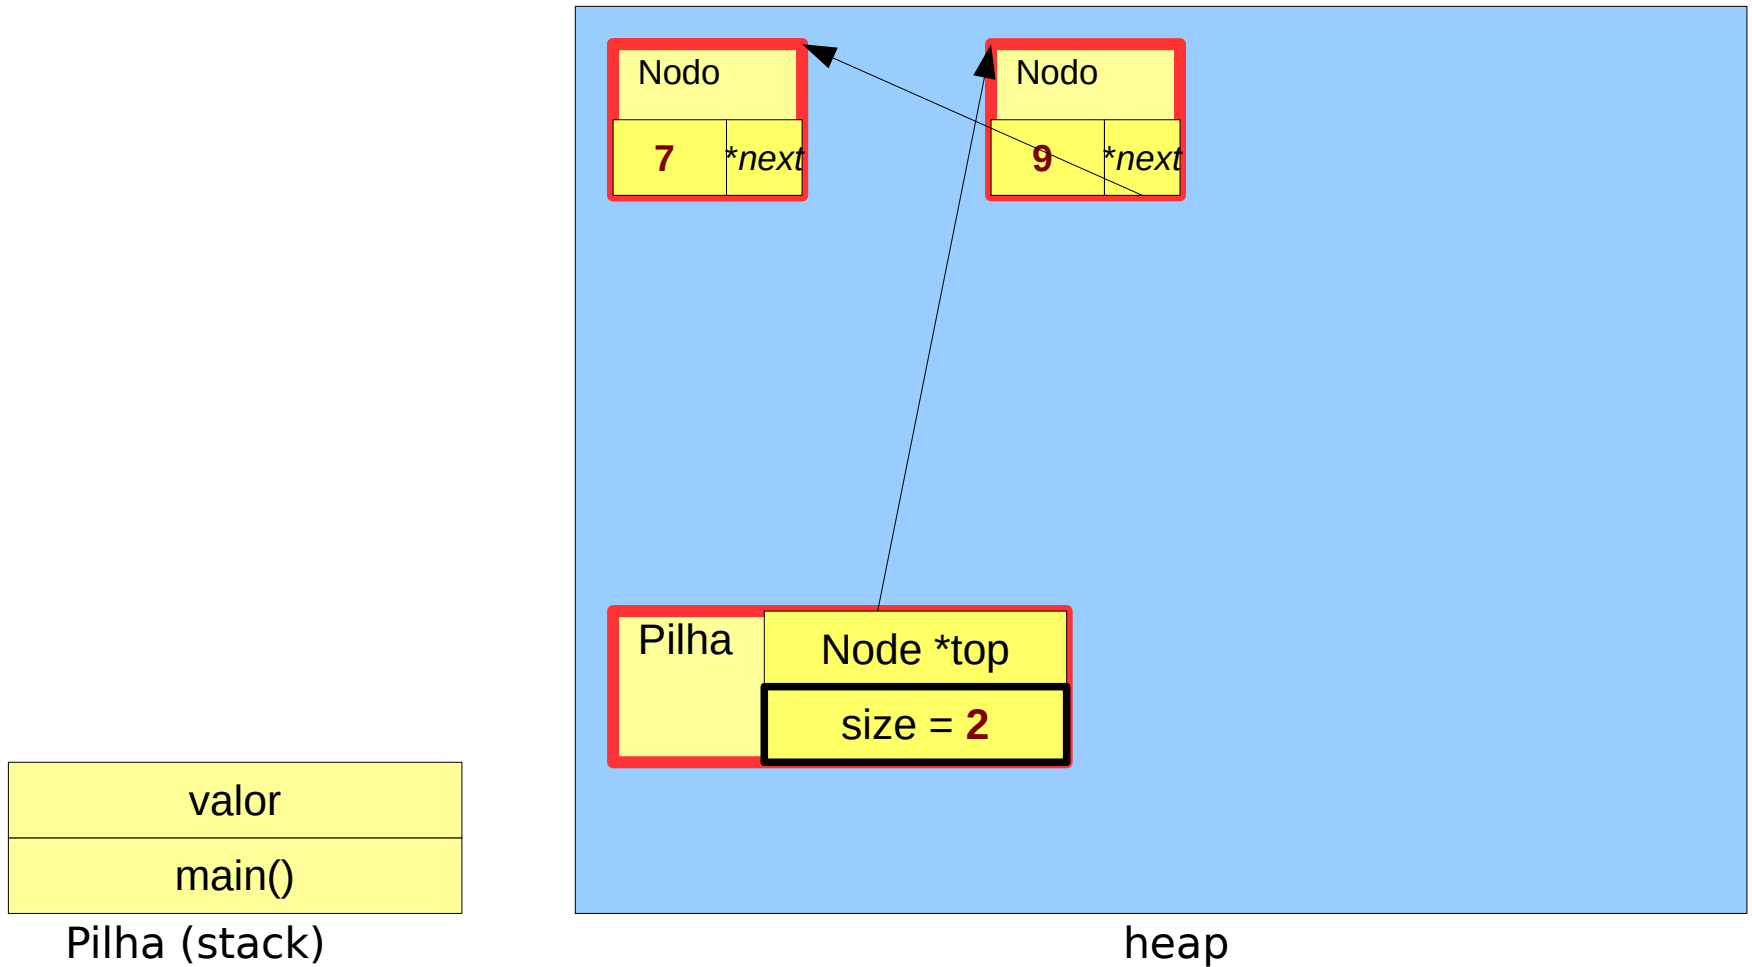 Nodo
7 *next
Nodo
9 *next
Pilha
Node *top
size = 2
valor
main()
Pilha (stack)
heap